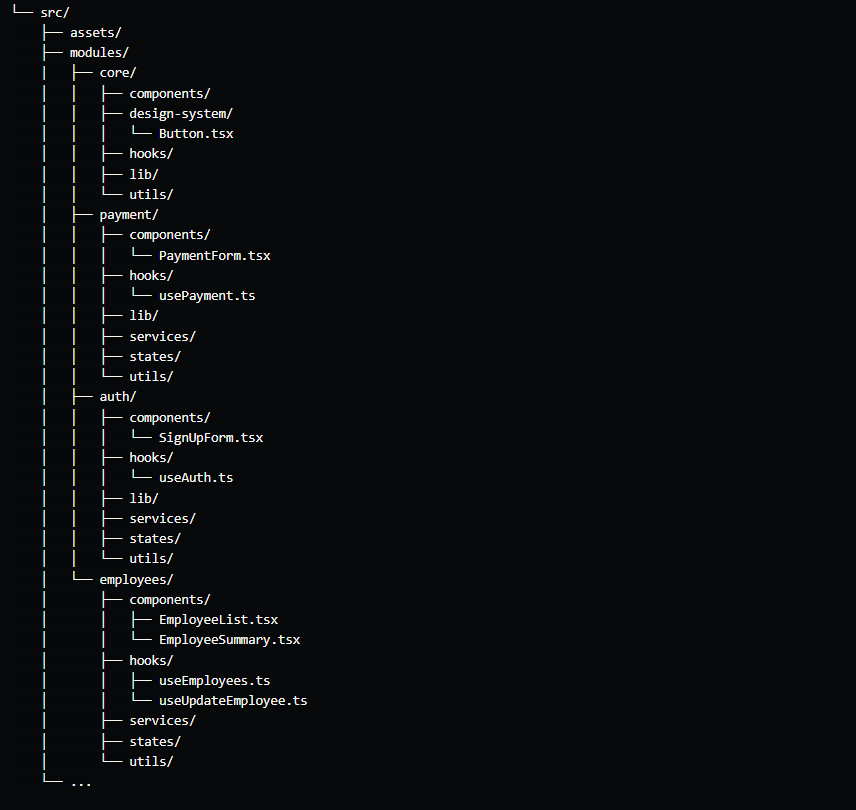 └── src/
    ├── assets/
    ├── modules/
    │   ├── core/
    │   │   ├── components/
    │   │   ├── design-system/
    │   │   │   └── Button.tsx
    │   │   ├── hooks/
    │   │   ├── lib/
    │   │   └── utils/
    │   ├── payment/
    │   │   ├── components/
    │   │   │   └── PaymentForm.tsx
    │   │   ├── hooks/
    │   │   │   └── usePayment.ts
    │   │   ├── lib/
    │   │   ├── services/
    │   │   ├── states/
    │   │   └── utils/
    │   ├── auth/
    │   │   ├── components/
    │   │   │   └── SignUpForm.tsx
    │   │   ├── hooks/
    │   │   │   └── useAuth.ts
    │   │   ├── lib/
    │   │   ├── services/
    │   │   ├── states/
    │   │   └── utils/
    │   └── employees/
    │       ├── components/
    │       │   ├── EmployeeList.tsx
    │       │   └── EmployeeSummary.tsx
    │       ├── hooks/
    │       │   ├── useEmployees.ts
    │       │   └── useUpdateEmployee.ts
    │       ├── services/
    │       ├── states/
    │       └── utils/
    └── ...